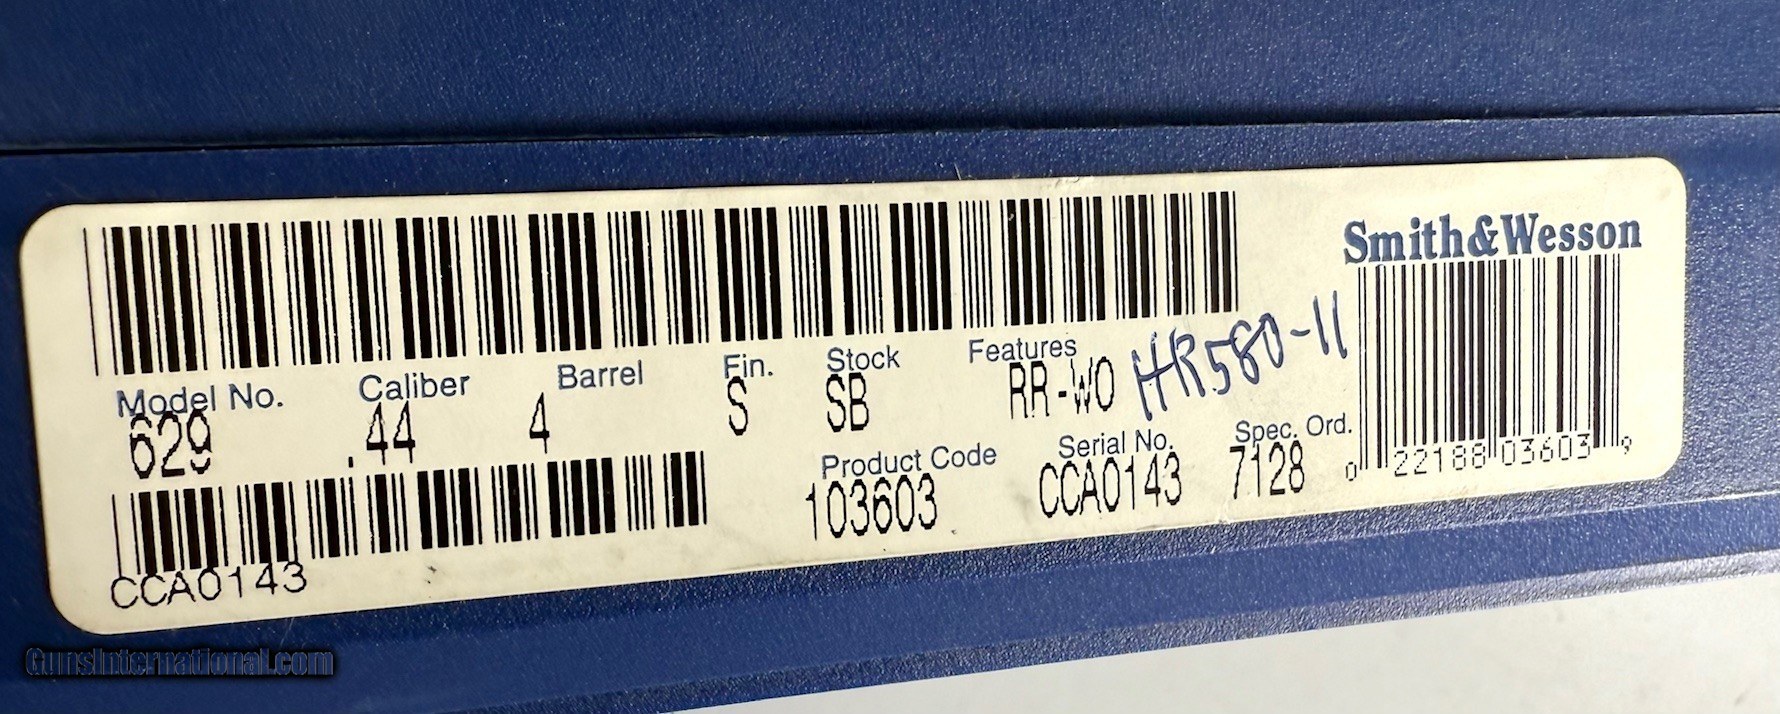 Smith&Wesson
Model No. Caliber Barrel Fin. Stock Features
629 .44 4 S SB RR-WO HR580-11
Product Code Serial No. Spec. Ord.
103603 CCA0143 7128
0 22188 03603 9
CCA0143
GunsInternational.com